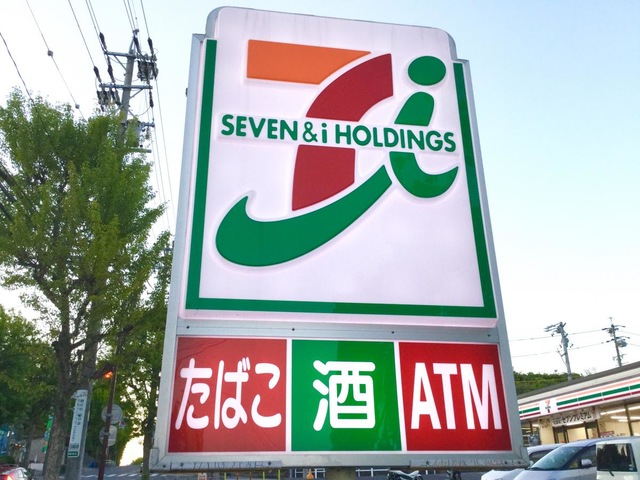 SEVEN & i HOLDINGS
たばこ
酒
ATM